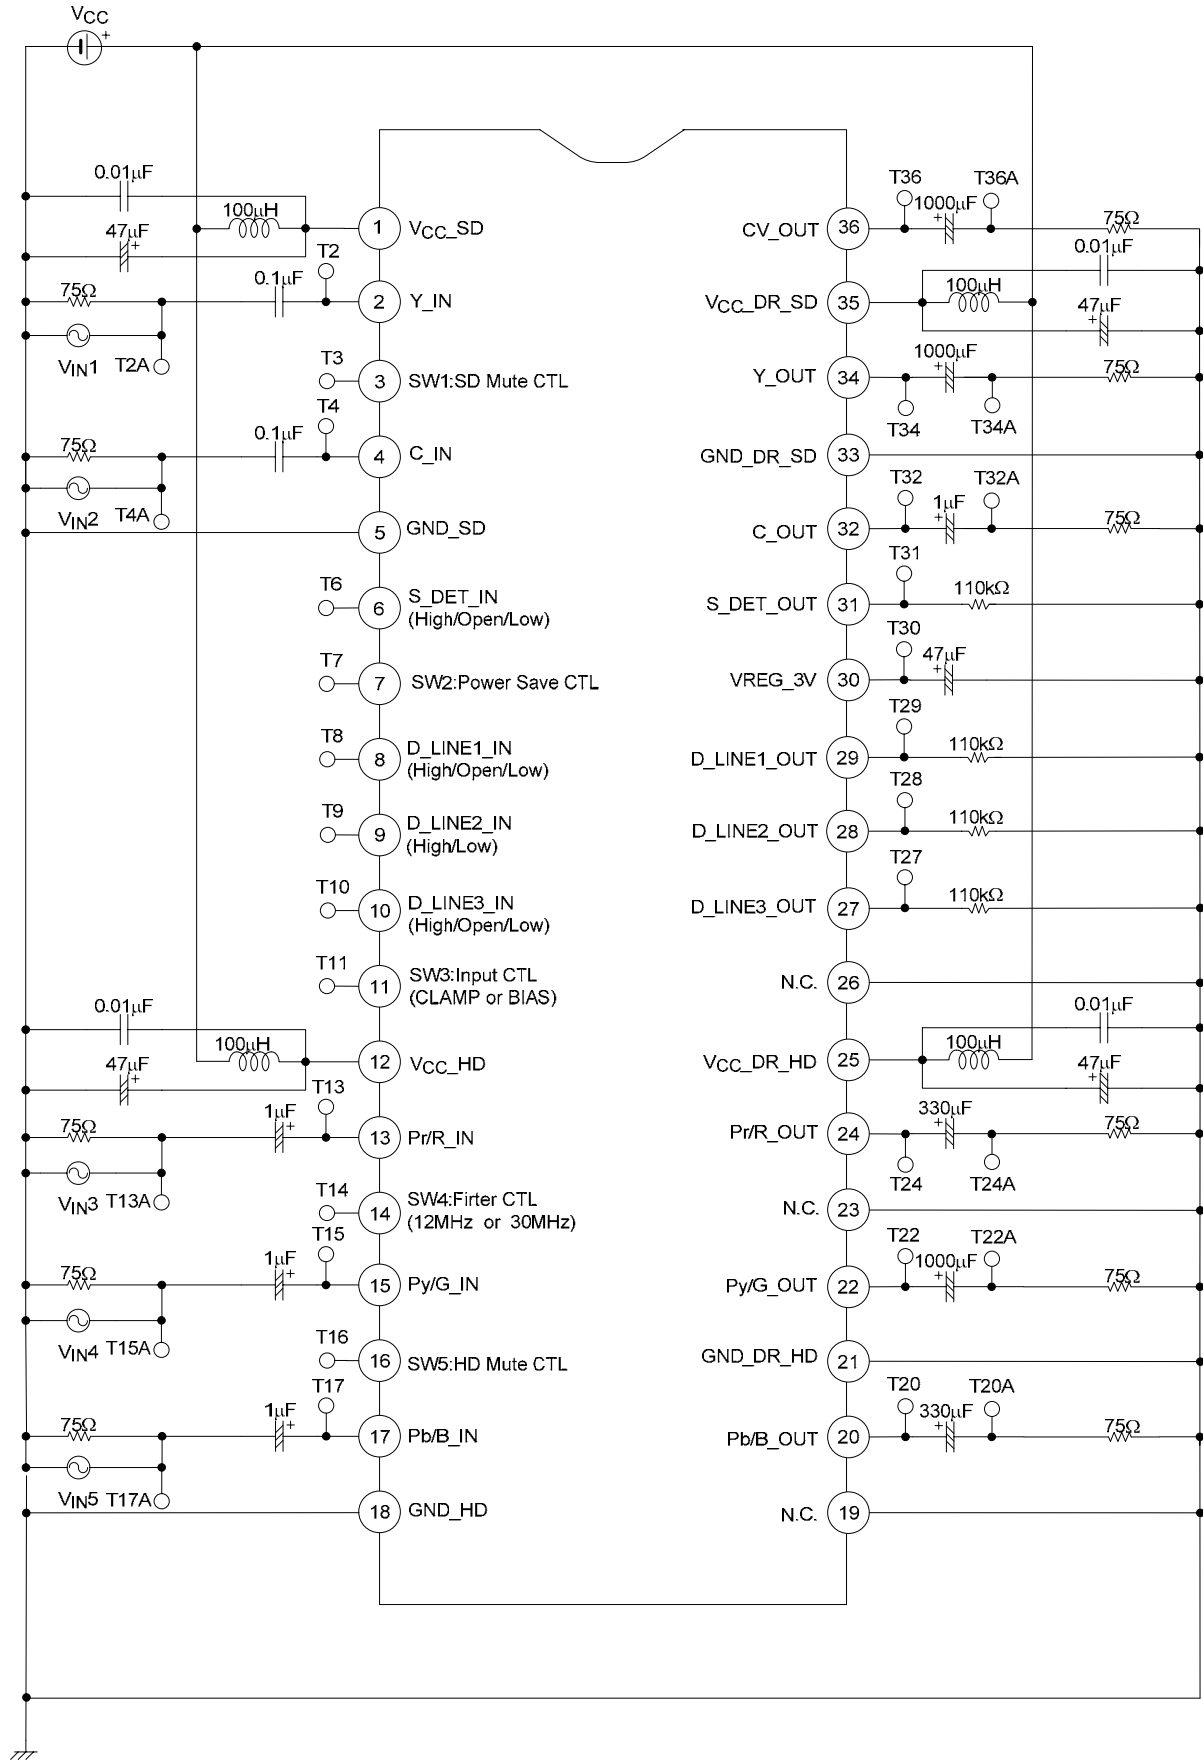 VCC
+
0.01µF
100µH
47µF
+
1
VCC_SD
T2
0.1µF
75Ω
2
Y_IN
VIN1
T2A
T3
3
SW1:SD Mute CTL
T4
0.1µF
75Ω
4
C_IN
VIN2
T4A
5
GND_SD
T6
6
S_DET_IN
(High/Open/Low)
T7
7
SW2:Power Save CTL
T8
8
D_LINE1_IN
(High/Open/Low)
T9
9
D_LINE2_IN
(High/Low)
T10
10
D_LINE3_IN
(High/Open/Low)
T11
11
SW3:Input CTL
(CLAMP or BIAS)
0.01µF
100µH
47µF
+
12
VCC_HD
T13
1µF
+
75Ω
13
Pr/R_IN
VIN3
T13A
T14
14
SW4:Firter CTL
(12MHz or 30MHz)
T15
1µF
+
75Ω
15
Py/G_IN
VIN4
T15A
T16
16
SW5:HD Mute CTL
T17
1µF
+
75Ω
17
Pb/B_IN
VIN5
T17A
18
GND_HD
T36
T36A
1000µF
+
75Ω
CV_OUT
36
0.01µF
100µH
VCC_DR_SD
35
47µF
+
1000µF
+
75Ω
Y_OUT
34
T34
T34A
GND_DR_SD
33
T32
T32A
1µF
+
75Ω
C_OUT
32
T31
110kΩ
S_DET_OUT
31
T30
47µF
+
VREG_3V
30
T29
110kΩ
D_LINE1_OUT
29
T28
110kΩ
D_LINE2_OUT
28
T27
110kΩ
D_LINE3_OUT
27
N.C.
26
0.01µF
100µH
VCC_DR_HD
25
47µF
+
330µF
+
75Ω
Pr/R_OUT
24
T24
T24A
N.C.
23
T22
T22A
1000µF
+
75Ω
Py/G_OUT
22
GND_DR_HD
21
T20
T20A
330µF
+
75Ω
Pb/B_OUT
20
N.C.
19